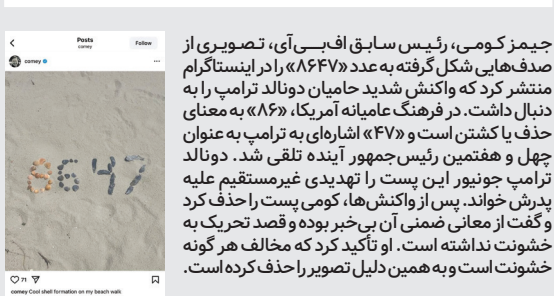 Posts
comey
Follow
comey
8647
71
comey Cool shell formation on my beach walk
جیمز کومی، رئیس سابق اف‌بی‌آی، تصویری از
صدف‌هایی شکل گرفته به عدد «۸۶۴۷» را در اینستاگرام
منتشر کرد که واکنش شدید حامیان دونالد ترامپ را به
دنبال داشت. در فرهنگ عامیانه آمریکا، «۸۶» به معنای
حذف یا کشتن است و «۴۷» اشاره‌ای به ترامپ به عنوان
چهل و هفتمین رئیس‌جمهور آینده تلقی شد. دونالد
ترامپ جونیور این پست را تهدیدی غیرمستقیم علیه
پدرش خواند. پس از واکنش‌ها، کومی پست را حذف کرد
و گفت از معانی ضمنی آن بی‌خبر بوده و قصد تحریک به
خشونت نداشته است. او تأکید کرد که مخالف هر گونه
خشونت است و به همین دلیل تصویر را حذف کرده است.